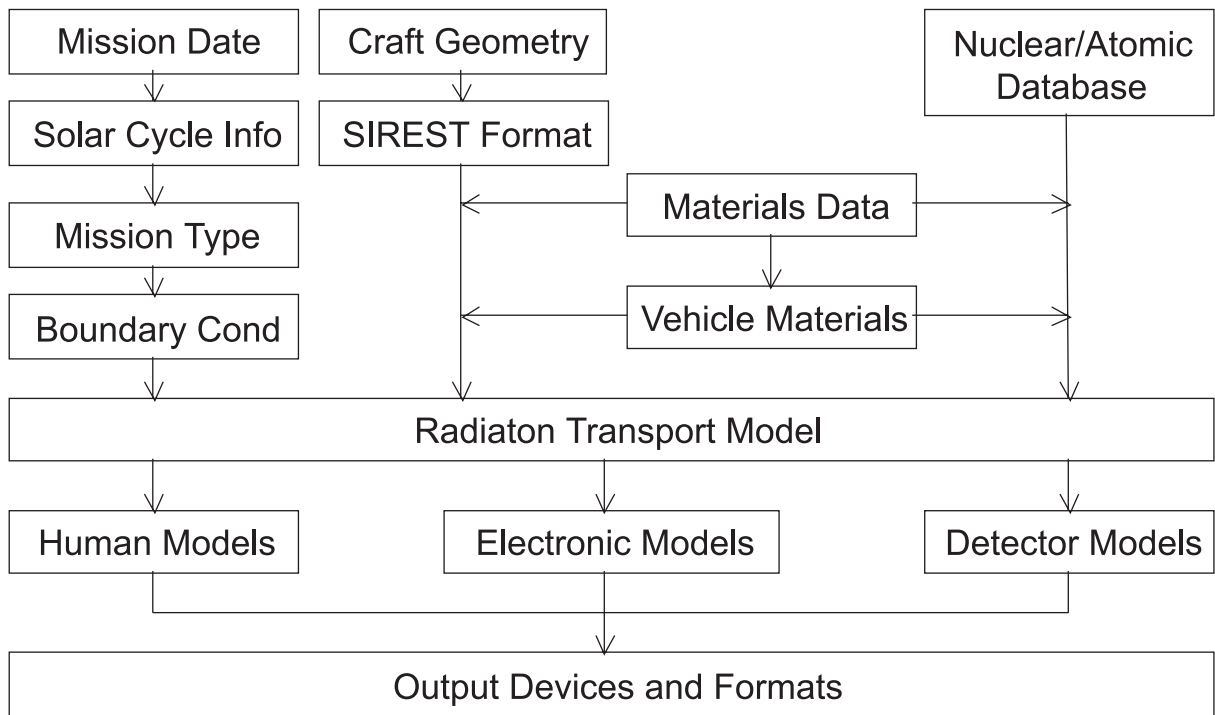 Mission Date
Craft Geometry
Nuclear/Atomic
Database
Solar Cycle Info
SIREST Format
Materials Data
Mission Type
Vehicle Materials
Boundary Cond
Radiaton Transport Model
Human Models
Electronic Models
Detector Models
Output Devices and Formats